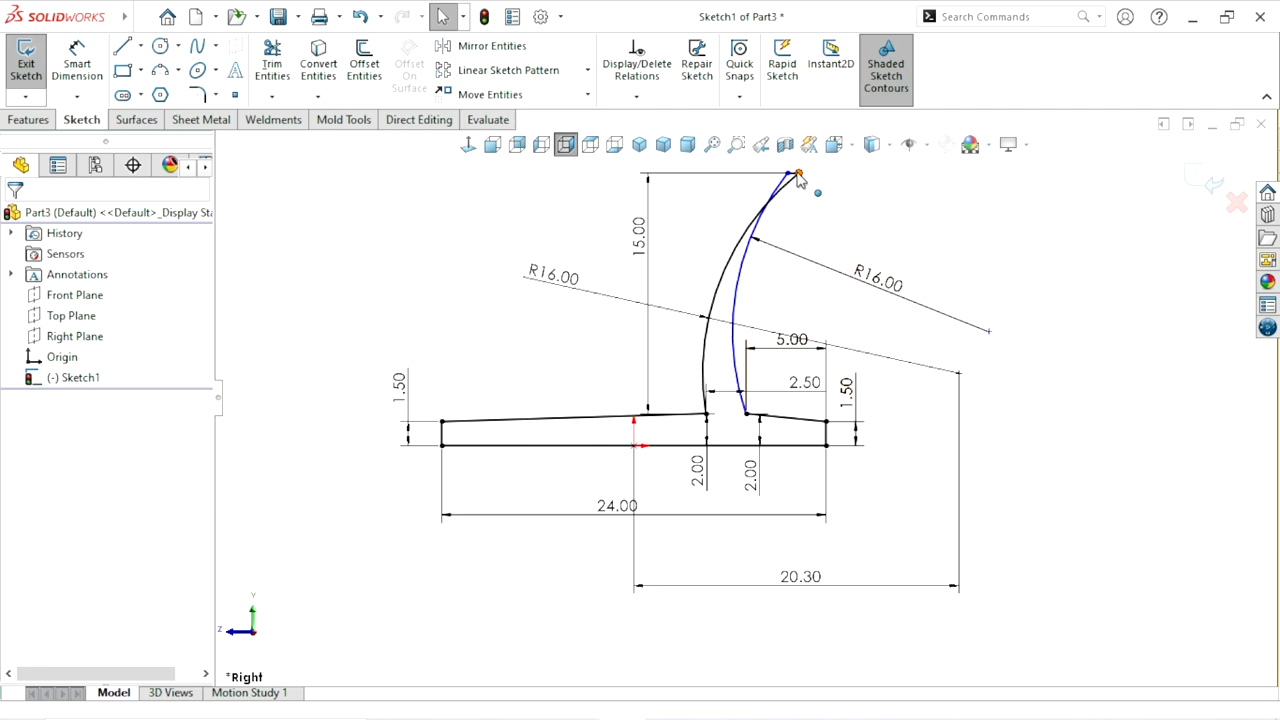 SOLIDWORKS
Sketch1 of Part3 *
Search Commands
Exit Sketch
Smart Dimension
Trim Entities
Convert Entities
Offset Entities
Offset On Surface
Mirror Entities
Linear Sketch Pattern
Move Entities
Display/Delete Relations
Repair Sketch
Quick Snaps
Rapid Sketch
Instant2D
Shaded Sketch Contours
Features
Sketch
Surfaces
Sheet Metal
Weldments
Mold Tools
Direct Editing
Evaluate
Part3 (Default) <<Default>_Display Sta
History
Sensors
Annotations
Front Plane
Top Plane
Right Plane
Origin
(-) Sketch1
15.00
R16.00
R16.00
5.00
2.50
1.50
1.50
2.00
2.00
24.00
20.30
Y
Z
*Right
Model
3D Views
Motion Study 1